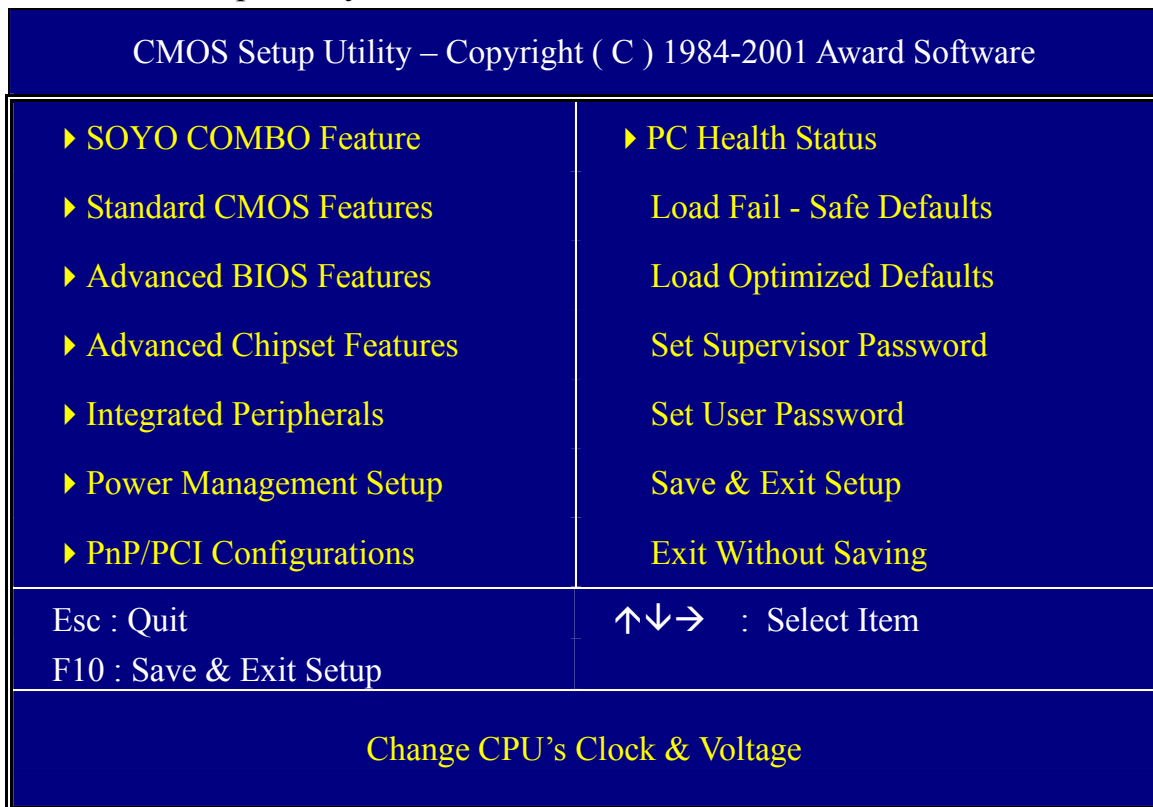 CMOS Setup Utility – Copyright ( C ) 1984-2001 Award Software
SOYO COMBO Feature
Standard CMOS Features
Advanced BIOS Features
Advanced Chipset Features
Integrated Peripherals
Power Management Setup
PnP/PCI Configurations
PC Health Status
Load Fail - Safe Defaults
Load Optimized Defaults
Set Supervisor Password
Set User Password
Save & Exit Setup
Exit Without Saving
Esc : Quit
F10 : Save & Exit Setup
↑↓→ : Select Item
Change CPU’s Clock & Voltage